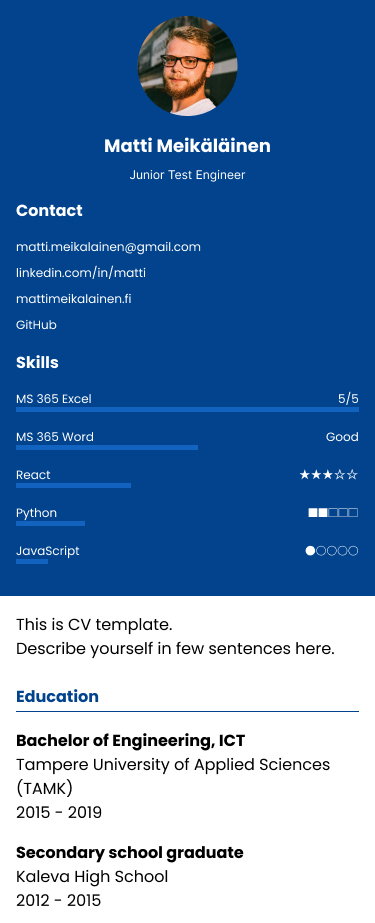 Matti Meikäläinen
Junior Test Engineer
Contact
matti.meikalainen@gmail.com
linkedin.com/in/matti
mattimeikalainen.fi
GitHub
Skills
MS 365 Excel 5/5
MS 365 Word Good
React ★★★☆☆
Python ■■□□□
JavaScript ●○○○○
This is CV template.
Describe yourself in few sentences here.
Education
Bachelor of Engineering, ICT
Tampere University of Applied Sciences
(TAMK)
2015 - 2019
Secondary school graduate
Kaleva High School
2012 - 2015